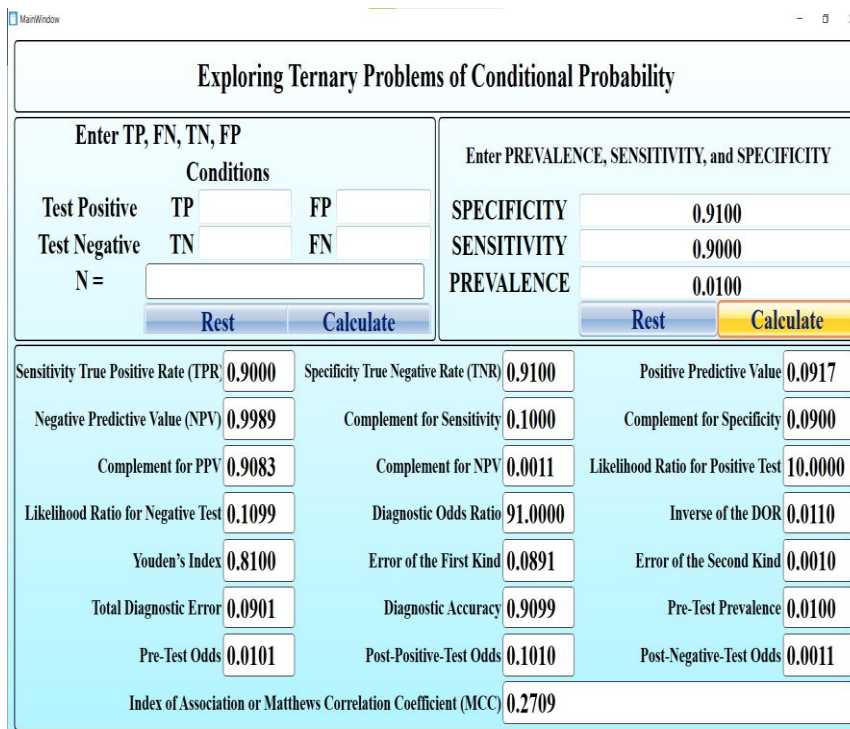 MainWindow
Exploring Ternary Problems of Conditional Probability
Enter TP, FN, TN, FP
Conditions
Test Positive TP FP
Test Negative TN FN
N =
Rest Calculate
Enter PREVALENCE, SENSITIVITY, and SPECIFICITY
SPECIFICITY 0.9100
SENSITIVITY 0.9000
PREVALENCE 0.0100
Rest Calculate
Sensitivity True Positive Rate (TPR) 0.9000 Specificity True Negative Rate (TNR) 0.9100 Positive Predictive Value 0.0917
Negative Predictive Value (NPV) 0.9989 Complement for Sensitivity 0.1000 Complement for Specificity 0.0900
Complement for PPV 0.9083 Complement for NPV 0.0011 Likelihood Ratio for Positive Test 10.0000
Likelihood Ratio for Negative Test 0.1099 Diagnostic Odds Ratio 91.0000 Inverse of the DOR 0.0110
Youden's Index 0.8100 Error of the First Kind 0.0891 Error of the Second Kind 0.0010
Total Diagnostic Error 0.0901 Diagnostic Accuracy 0.9099 Pre-Test Prevalence 0.0100
Pre-Test Odds 0.0101 Post-Positive-Test Odds 0.1010 Post-Negative-Test Odds 0.0011
Index of Association or Matthews Correlation Coefficient (MCC) 0.2709